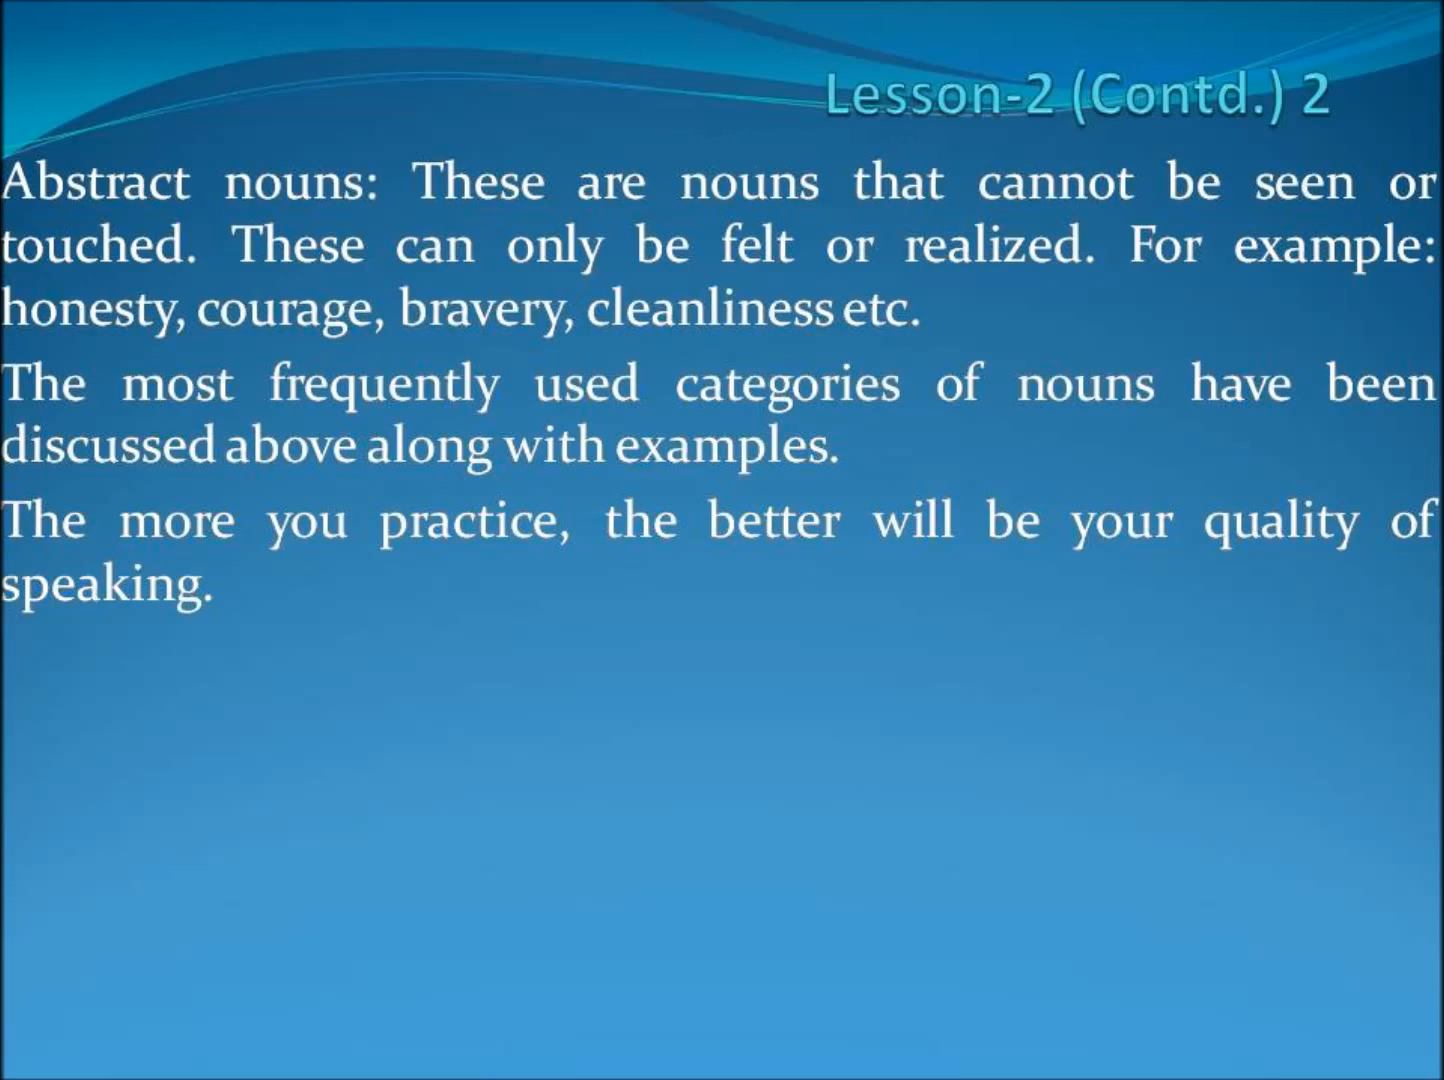 Lesson-2 (Contd.) 2
Abstract nouns: These are nouns that cannot be seen or
touched. These can only be felt or realized. For example:
honesty, courage, bravery, cleanliness etc.
The most frequently used categories of nouns have been
discussed above along with examples.
The more you practice, the better will be your quality of
speaking.